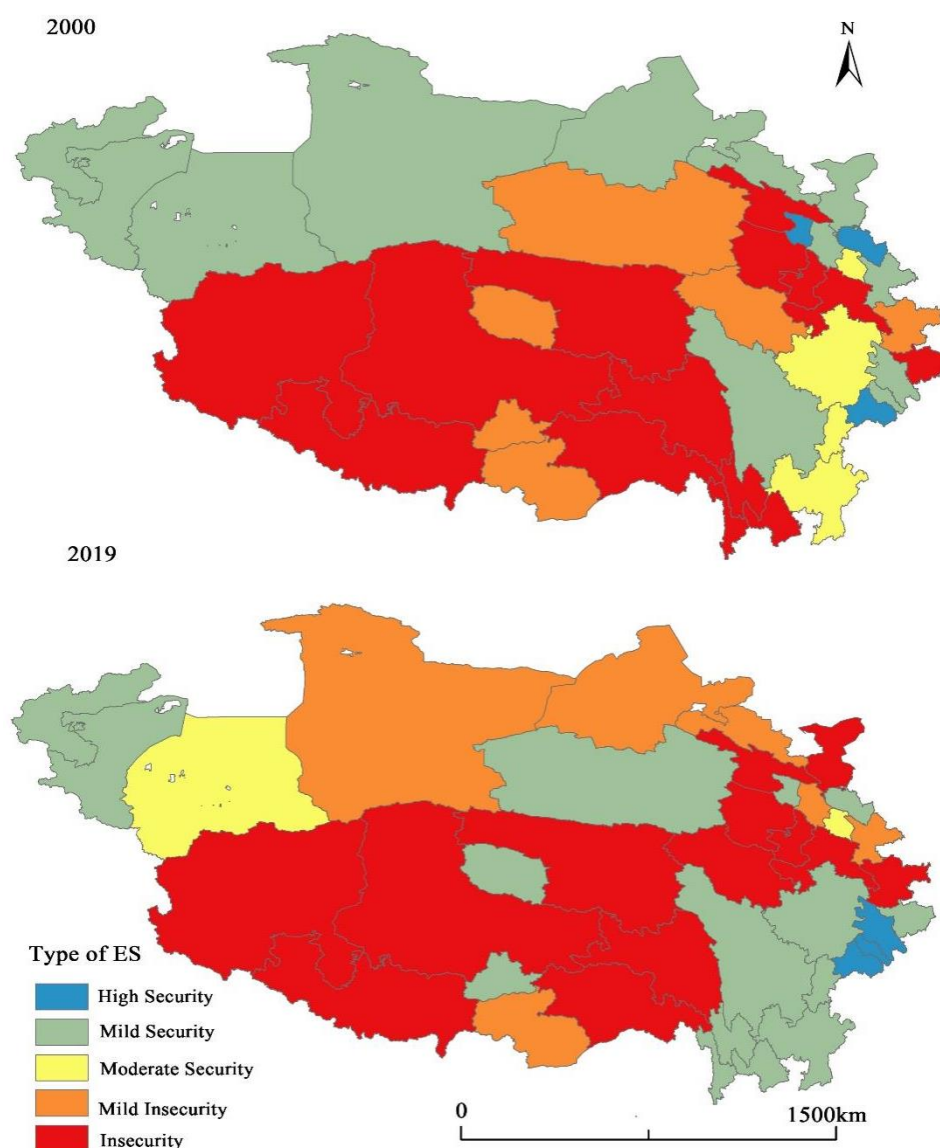 2000
N
2019
Type of ES
High Security
Mild Security
Moderate Security
Mild Insecurity
Insecurity
0
1500km